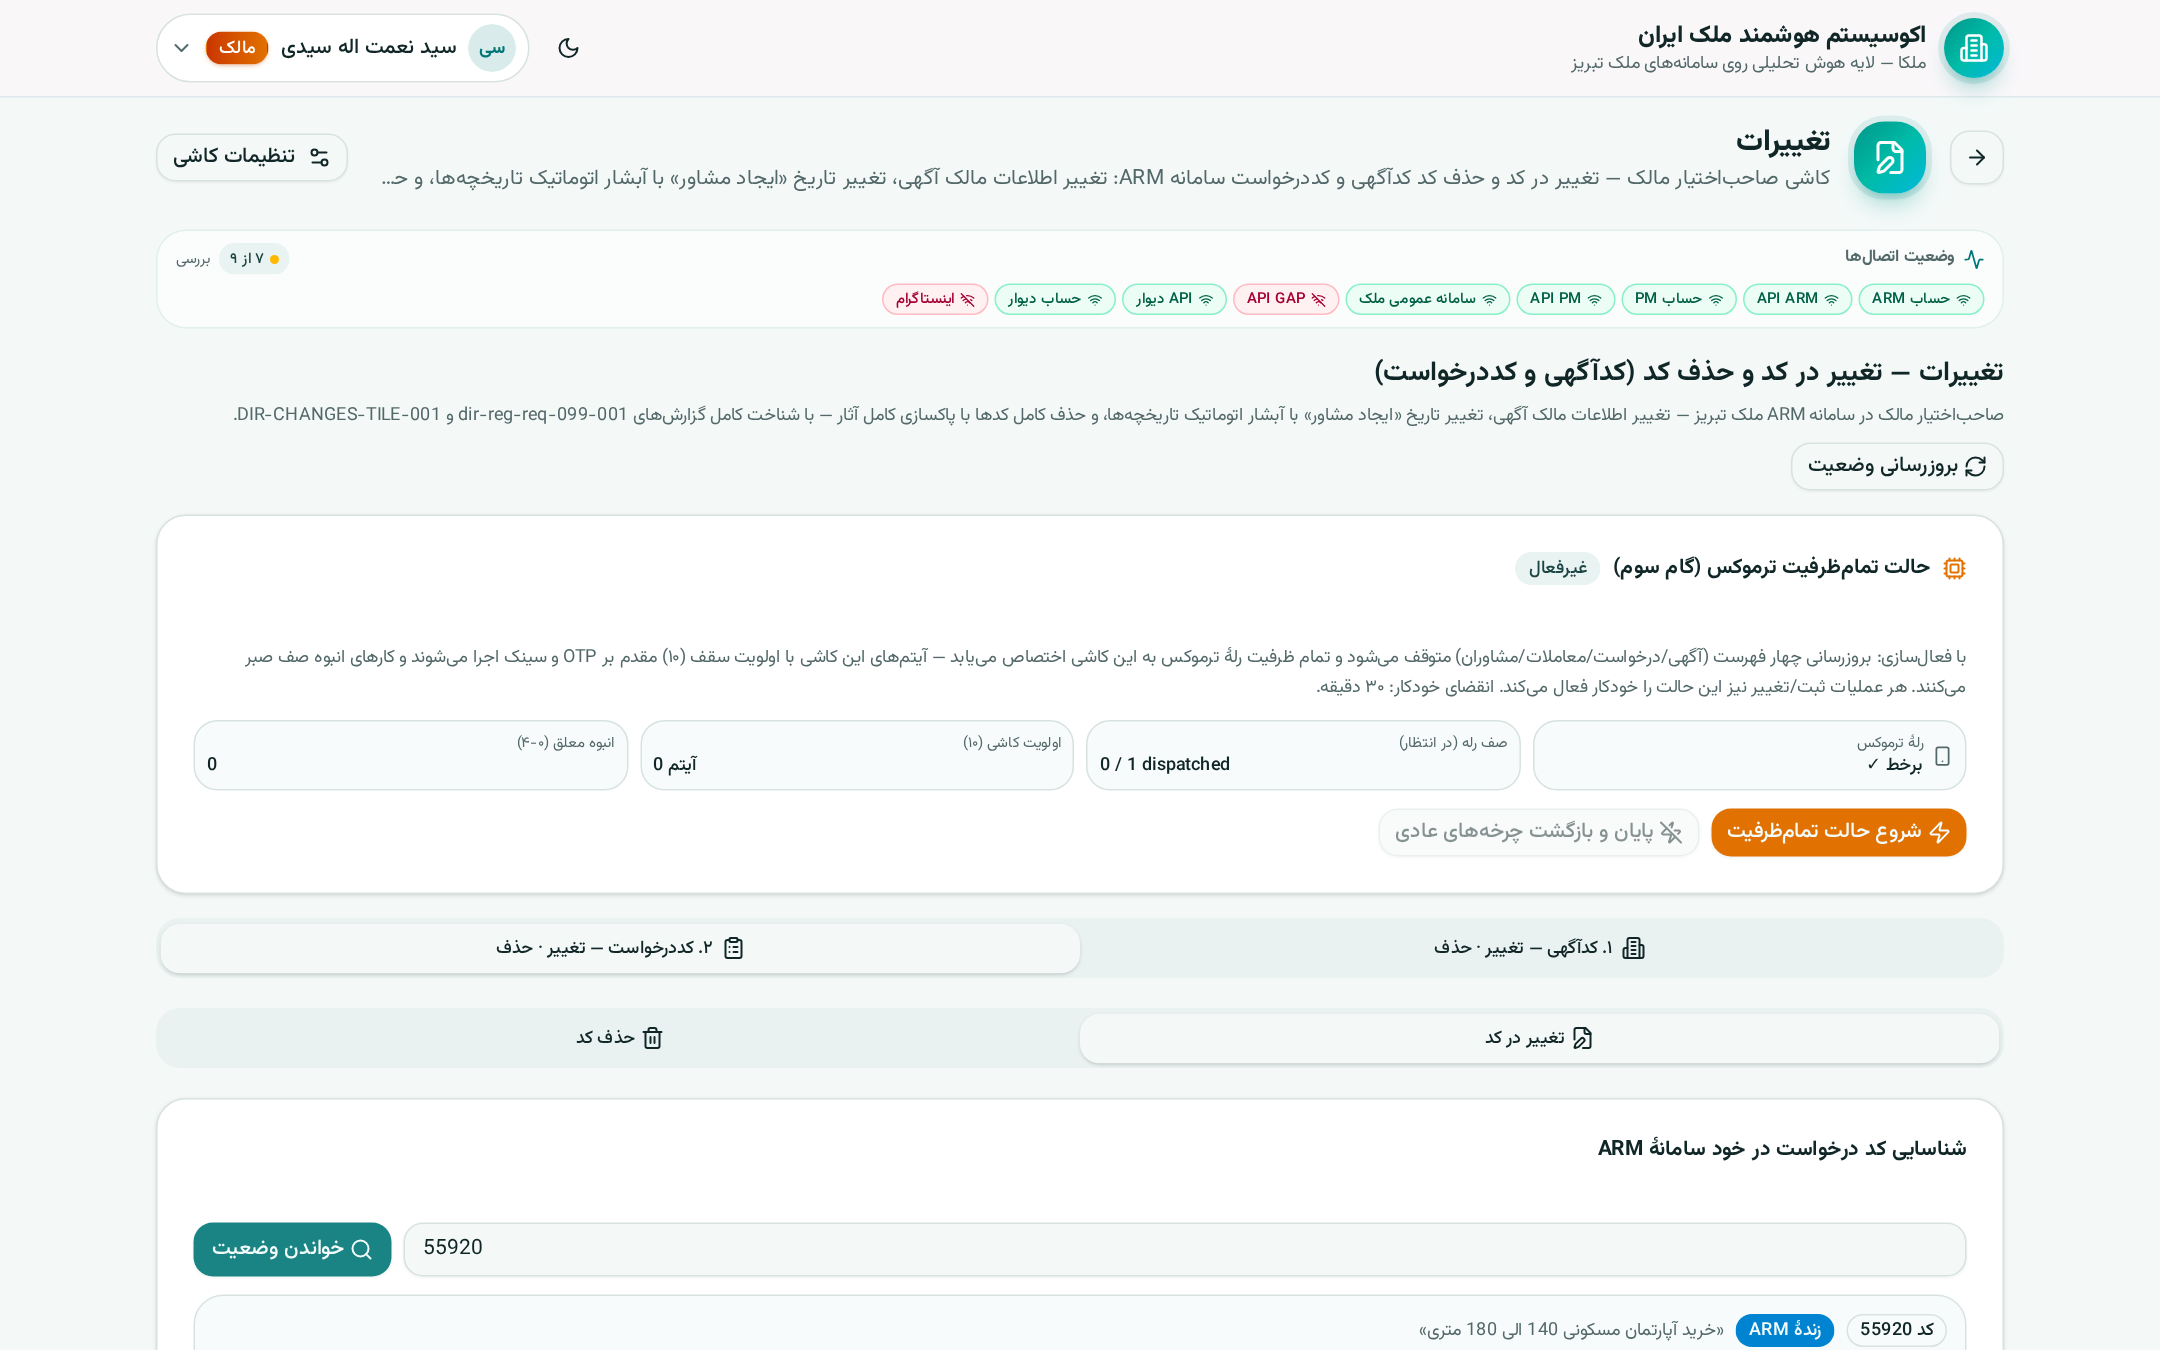 اکوسیستم هوشمند ملک ایران
ملکا — لایه هوش تحلیلی روی سامانه‌های ملک تبریز
سی
سید نعمت اله سیدی
مالک
تغییرات
کاشی صاحب‌اختیار مالک — تغییر در کد و حذف کد کدآگهی و کددرخواست سامانه ARM: تغییر اطلاعات مالک آگهی، تغییر تاریخ «ایجاد مشاور» با آبشار اتوماتیک تاریخچه‌ها، و حـ...
تنظیمات کاشی
وضعیت اتصال‌ها
۷ از ۹
بررسی
حساب ARM
API ARM
حساب PM
API PM
سامانه عمومی ملک
API GAP
API دیوار
حساب دیوار
اینستاگرام
تغییرات — تغییر در کد و حذف کد (کدآگهی و کددرخواست)
صاحب‌اختیار مالک در سامانه ARM ملک تبریز — تغییر اطلاعات مالک آگهی، تغییر تاریخ «ایجاد مشاور» با آبشار اتوماتیک تاریخچه‌ها، و حذف کامل کدها با پاکسازی کامل آثار — با شناخت کامل گزارش‌های dir-reg-req-099-001 و DIR-CHANGES-TILE-001.
بروزرسانی وضعیت
حالت تمام‌ظرفیت ترموکس (گام سوم)
غیرفعال
با فعال‌سازی: بروزرسانی چهار فهرست (آگهی/درخواست/معاملات/مشاوران) متوقف می‌شود و تمام ظرفیت رلهٔ ترموکس به این کاشی اختصاص می‌یابد — آیتم‌های این کاشی با اولویت سقف (۱۰) مقدم بر OTP و سینک اجرا می‌شوند و کارهای انبوه صف صبر
می‌کنند. هر عملیات ثبت/تغییر نیز این حالت را خودکار فعال می‌کند. انقضای خودکار: ۳۰ دقیقه.
رلهٔ ترموکس
برخط ✓
صف رله (در انتظار)
0 / 1 dispatched
اولویت کاشی (۱۰)
0 آیتم
انبوه معلق (۰-۴)
0
شروع حالت تمام‌ظرفیت
پایان و بازگشت چرخه‌های عادی
۱. کدآگهی — تغییر · حذف
۲. کددرخواست — تغییر · حذف
تغییر در کد
حذف کد
شناسایی کد درخواست در خود سامانهٔ ARM
55920
خواندن وضعیت
کد 55920
زندهٔ ARM
«خرید آپارتمان مسکونی 140 الی 180 متری»